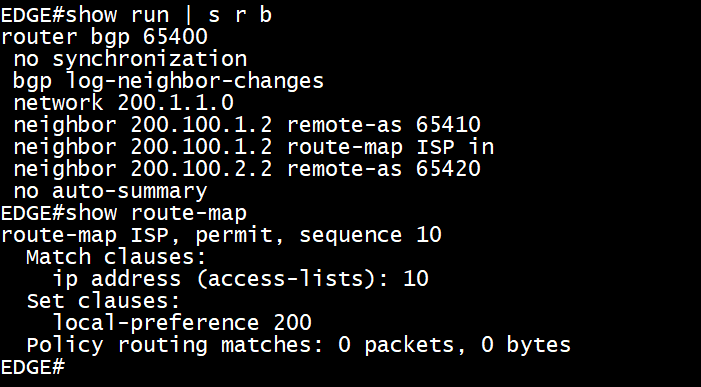 EDGE#show run | s r b
router bgp 65400
 no synchronization
 bgp log-neighbor-changes
 network 200.1.1.0
 neighbor 200.100.1.2 remote-as 65410
 neighbor 200.100.1.2 route-map ISP in
 neighbor 200.100.2.2 remote-as 65420
 no auto-summary
EDGE#show route-map
route-map ISP, permit, sequence 10
  Match clauses:
    ip address (access-lists): 10
  Set clauses:
    local-preference 200
  Policy routing matches: 0 packets, 0 bytes
EDGE#